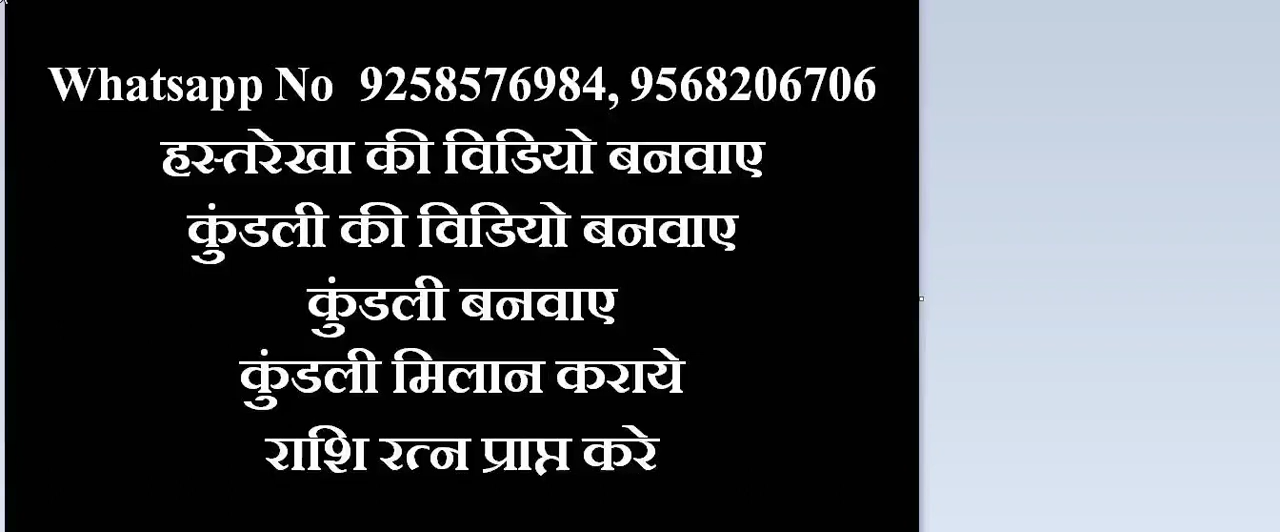 Whatsapp No 9258576984, 9568206706
हस्तरेखा की विडियो बनवाए
कुंडली की विडियो बनवाए
कुंडली बनवाए
कुंडली मिलान कराये
राशि रत्न प्राप्त करे